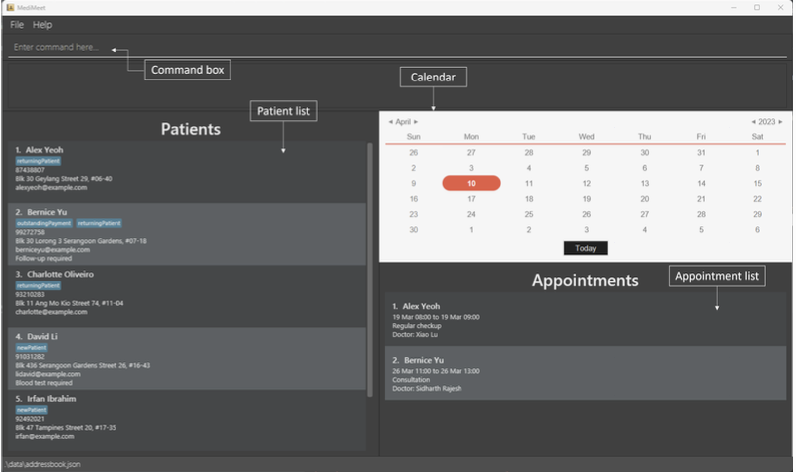 MediMeet
File Help
Enter command here...
Command box
Calendar
Patient list
Patients
1. Alex Yeoh
returningPatient
87438807
Blk 30 Geylang Street 29, #06-40
alexyeoh@example.com
2. Bernice Yu
outstandingPayment returningPatient
99272758
Blk 30 Lorong 3 Serangoon Gardens, #07-18
berniceyu@example.com
Follow-up required
3. Charlotte Oliveiro
returningPatient
93210283
Blk 11 Ang Mo Kio Street 74, #11-04
charlotte@example.com
4. David Li
newPatient
91031282
Blk 436 Serangoon Gardens Street 26, #16-43
lidavid@example.com
Blood test required
5. Irfan Ibrahim
newPatient
92492021
Blk 47 Tampines Street 20, #17-35
irfan@example.com
April 2023
Sun Mon Tue Wed Thu Fri Sat
26 27 28 29 30 31 1
2 3 4 5 6 7 8
9 10 11 12 13 14 15
16 17 18 19 20 21 22
23 24 25 26 27 28 29
30 1 2 3 4 5 6
Today
Appointments
Appointment list
1. Alex Yeoh
19 Mar 08:00 to 19 Mar 09:00
Regular checkup
Doctor: Xiao Lu
2. Bernice Yu
26 Mar 11:00 to 26 Mar 13:00
Consultation
Doctor: Sidharth Rajesh
.\data\addressbook.json